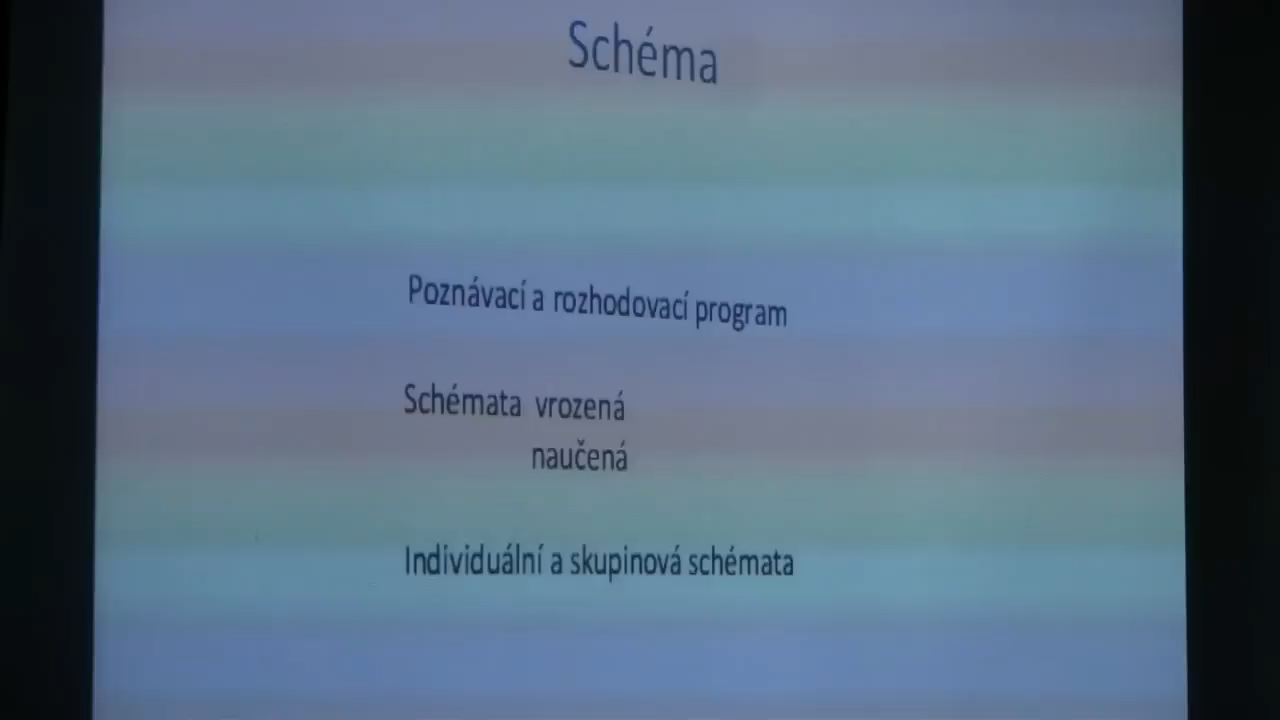 Schéma
Poznávací a rozhodovací program
Schémata vrozená
naučená
Individuální a skupinová schémata